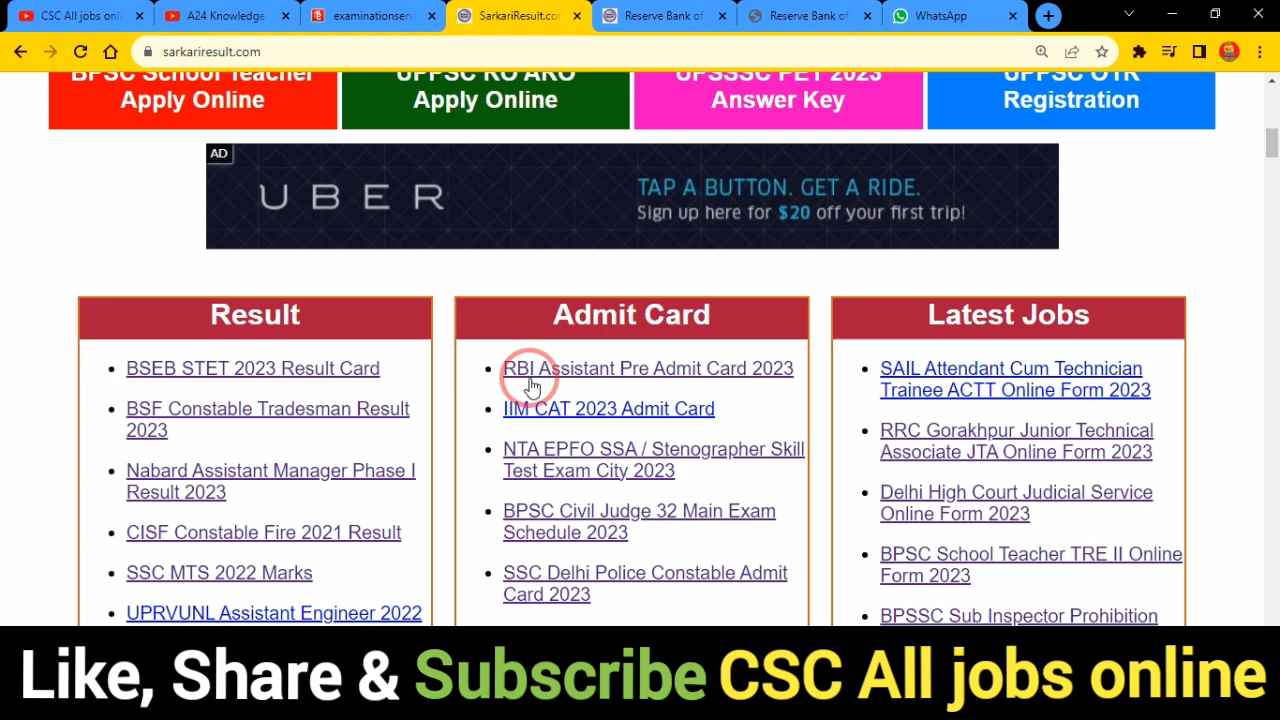 CSC All jobs onli
A24 Knowledge
examinationser
SarkariResult.co
Reserve Bank of
Reserve Bank of
WhatsApp
sarkariresult.com
BPSC School Teacher
Apply Online
UPPSC RO ARO
Apply Online
UPSSSC PET 2023
Answer Key
UPPSC OTR
Registration
AD
UBER
TAP A BUTTON. GET A RIDE.
Sign up here for $20 off your first trip!
Result
BSEB STET 2023 Result Card
BSF Constable Tradesman Result
2023
Nabard Assistant Manager Phase I
Result 2023
CISF Constable Fire 2021 Result
SSC MTS 2022 Marks
UPRVUNL Assistant Engineer 2022
Admit Card
RBI Assistant Pre Admit Card 2023
IIM CAT 2023 Admit Card
NTA EPFO SSA / Stenographer Skill
Test Exam City 2023
BPSC Civil Judge 32 Main Exam
Schedule 2023
SSC Delhi Police Constable Admit
Card 2023
Latest Jobs
SAIL Attendant Cum Technician
Trainee ACTT Online Form 2023
RRC Gorakhpur Junior Technical
Associate JTA Online Form 2023
Delhi High Court Judicial Service
Online Form 2023
BPSC School Teacher TRE II Online
Form 2023
BPSSC Sub Inspector Prohibition
Like, Share & Subscribe CSC All jobs online